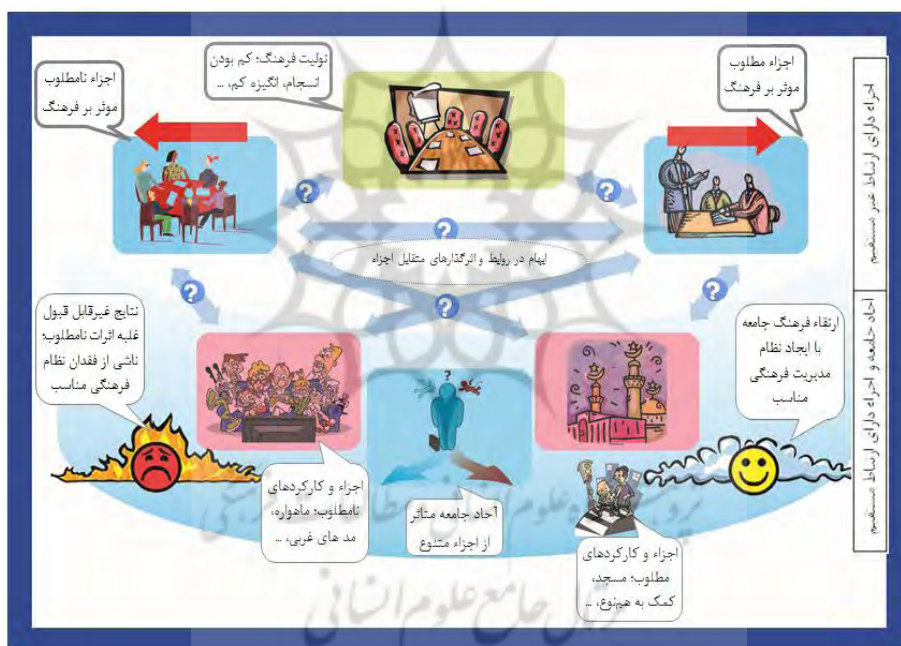 تولیت فرهنگ؛ کم بودن
انسجام، انگیزه کم، ...
اجزاء مطلوب
موثر بر فرهنگ
اجزاء نامطلوب
موثر بر فرهنگ
اجزاء دارای ارتباط غیر مستقیم
?
?
?
ابهام در روابط و اثرگذارهای متقابل اجزاء
?
?
?
آحاد جامعه و اجزاء دارای ارتباط مستقیم
ارتقاء فرهنگ جامعه
با ایجاد نظام
مدیریت فرهنگی
مناسب
نتایج غیرقابل قبول
غلبه اثرات نامطلوب؛
ناشی از فقدان نظام
فرهنگی مناسب
?
اجزاء و کارکردهای
نامطلوب؛ ماهواره،
مد های غربی، ...
آحاد جامعه متاثر
از اجزاء متنوع
اجزاء و کارکردهای
مطلوب؛ مسجد،
کمک به هم‌نوع، ...
پرتال جامع علوم انسانی